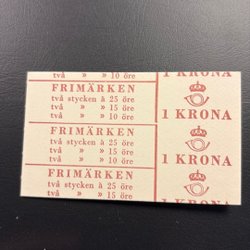 två » » 10 öre
FRIMÄRKEN
två stycken à 25 öre
två » » 15 öre
två » » 10 öre
FRIMÄRKEN
två stycken à 25 öre
två » » 15 öre
två » » 10 öre
FRIMÄRKEN
två stycken à 25 öre
två » » 15 öre
1 KRONA
1 KRONA
1 KRONA